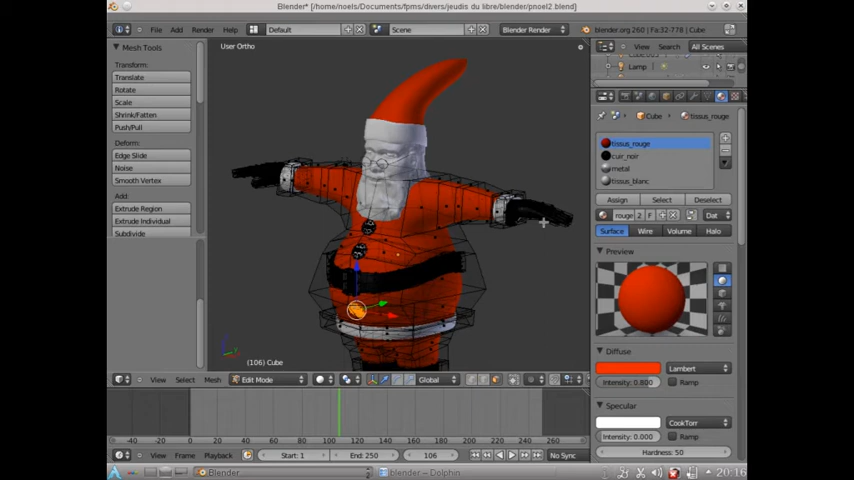 Blender* [/home/noels/Documents/fpms/divers/jeudis du libre/blender/pnoel2.blend]
File Add Render Help Default Scene Blender Render blender.org 260 | Fa:32-778 | Cube
Mesh Tools
Transform:
Translate
Rotate
Scale
Shrink/Fatten
Push/Pull
Deform:
Edge Slide
Noise
Smooth Vertex
Add:
Extrude Region
Extrude Individual
Subdivide
User Ortho
(106) Cube
View Search All Scenes
Lamp
Cube tissus_rouge
tissus_rouge
cuir_noir
metal
tissu_blanc
Assign Select Deselect
rouge 2 F Dat
Surface Wire Volume Halo
Preview
Diffuse
Lambert
Intensity: 0.800 Ramp
Specular
CookTorr
Intensity: 0.000 Ramp
Hardness: 50
View Select Mesh Edit Mode Global
-40 -20 0 20 40 60 80 100 120 140 160 180 200 220 240 260 280
View Frame Playback Start: 1 End: 250 106 No Sync
Blender blender – Dolphin 20:16